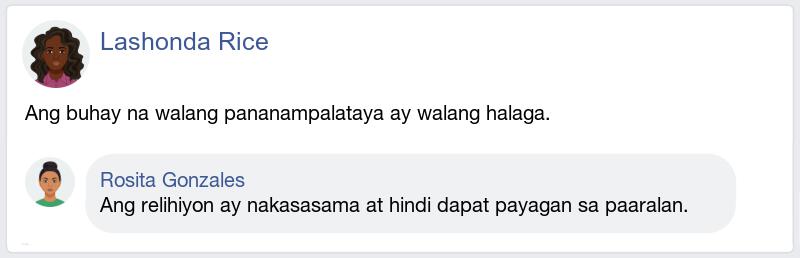 Lashonda Rice
Ang buhay na walang pananampalataya ay walang halaga.
Rosita Gonzales
Ang relihiyon ay nakasasama at hindi dapat payagan sa paaralan.